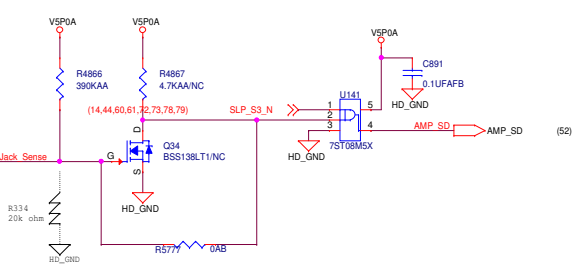 V5P0A
V5P0A
V5P0A
R4866
390KAA
R4867
4.7KAA/NC
C891
0.1UFAFB
HD_GND
U141
(14,44,60,61,72,73,78,79)
SLP_S3_N
1
2
3
5
4
AMP_SD
AMP_SD
(52)
7ST08M5X
HD_GND
D
G
S
Q34
BSS138LT1/NC
Jack_Sense
HD_GND
R334
20k ohm
HD_GND
R5777
0AB